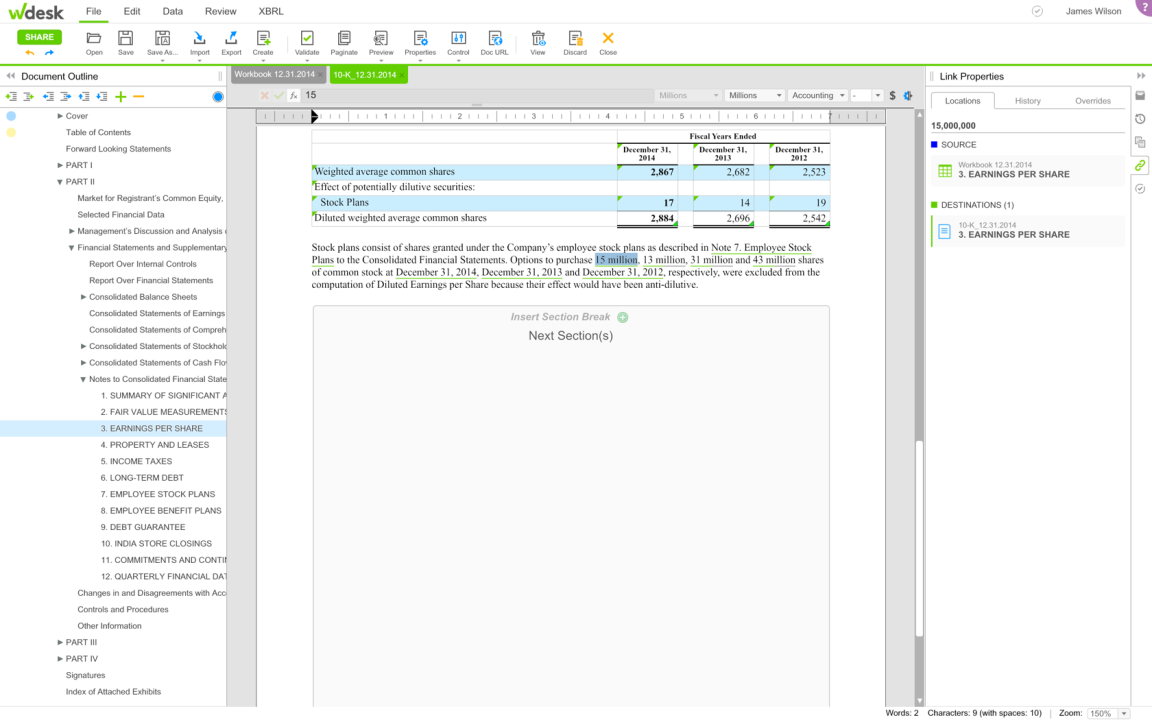 wdesk
File Edit Data Review XBRL
James Wilson
?
SHARE
Open Save Save As... Import Export Create Validate Paginate Preview Properties Control Doc URL View Discard Close
Document Outline
Workbook 12.31.2014 ×
10-K_12.31.2014 ×
Link Properties
fx 15
Millions Millions Accounting - $
Locations History Overrides
15,000,000
SOURCE
Workbook 12.31.2014
3. EARNINGS PER SHARE
DESTINATIONS (1)
10-K_12.31.2014
3. EARNINGS PER SHARE
Cover
Table of Contents
Forward Looking Statements
PART I
PART II
Market for Registrant's Common Equity,
Selected Financial Data
Management's Discussion and Analysis
Financial Statements and Supplementary
Report Over Internal Controls
Report Over Financial Statements
Consolidated Balance Sheets
Consolidated Statements of Earnings
Consolidated Statements of Compreh
Consolidated Statements of Stockhol
Consolidated Statements of Cash Flo
Notes to Consolidated Financial State
1. SUMMARY OF SIGNIFICANT A
2. FAIR VALUE MEASUREMENTS
3. EARNINGS PER SHARE
4. PROPERTY AND LEASES
5. INCOME TAXES
6. LONG-TERM DEBT
7. EMPLOYEE STOCK PLANS
8. EMPLOYEE BENEFIT PLANS
9. DEBT GUARANTEE
10. INDIA STORE CLOSINGS
11. COMMITMENTS AND CONTI
12. QUARTERLY FINANCIAL DAT
Changes in and Disagreements with Acc
Controls and Procedures
Other Information
PART III
PART IV
Signatures
Index of Attached Exhibits
1 2 3 4 5 6 7
Fiscal Years Ended
December 31, 2014 December 31, 2013 December 31, 2012
Weighted average common shares 2,867 2,682 2,523
Effect of potentially dilutive securities:
Stock Plans 17 14 19
Diluted weighted average common shares 2,884 2,696 2,542
Stock plans consist of shares granted under the Company's employee stock plans as described in Note 7. Employee Stock
Plans to the Consolidated Financial Statements. Options to purchase 15 million, 13 million, 31 million and 43 million shares
of common stock at December 31, 2014, December 31, 2013 and December 31, 2012, respectively, were excluded from the
computation of Diluted Earnings per Share because their effect would have been anti-dilutive.
Insert Section Break
Next Section(s)
Words: 2 Characters: 9 (with spaces: 10) | Zoom: 150%